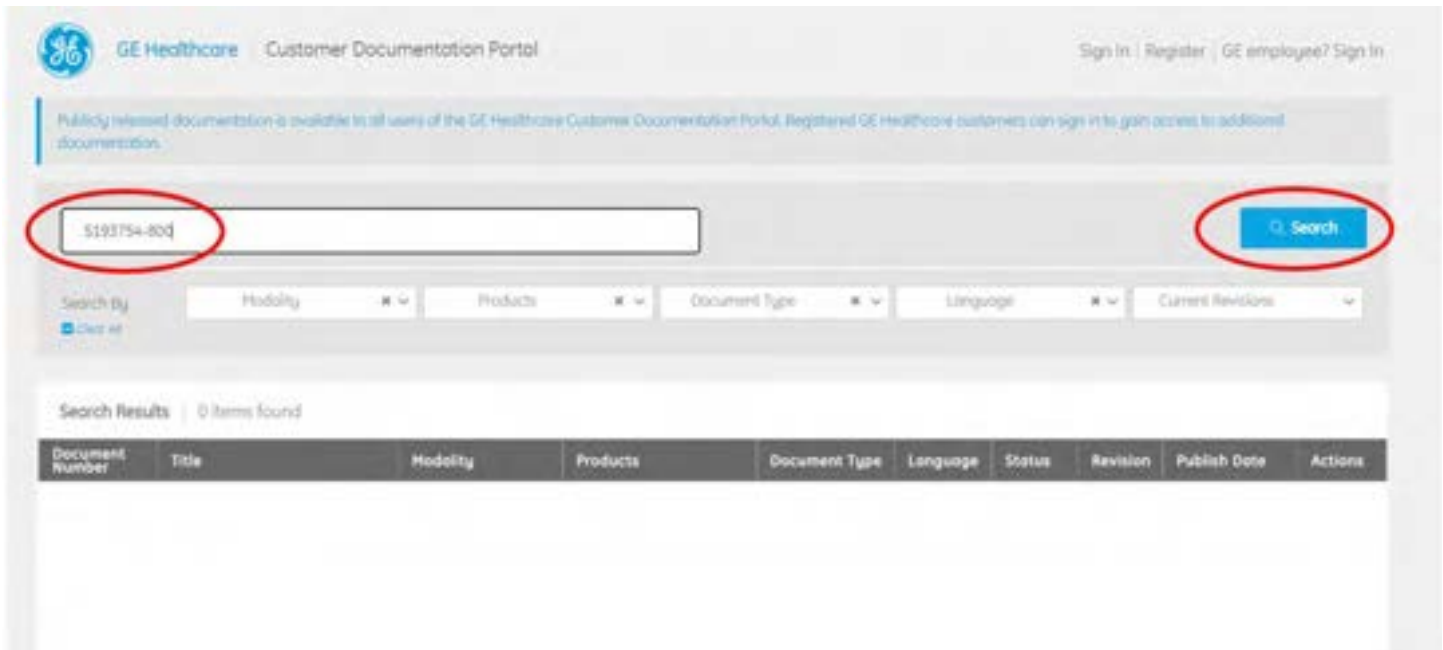 GE Healthcare Customer Documentation Portal
Sign In | Register | GE employee? Sign In
Publicly released documentation is available to all users of the GE Healthcare Customer Documentation Portal. Registered GE Healthcare customers can sign in to gain access to additional
documentation.
5193754-800
Search
Search By
Modality
Products
Document Type
Language
Current Revisions
Clear All
Search Results | 0 items found
Document Number
Title
Modality
Products
Document Type
Language
Status
Revision
Publish Date
Actions